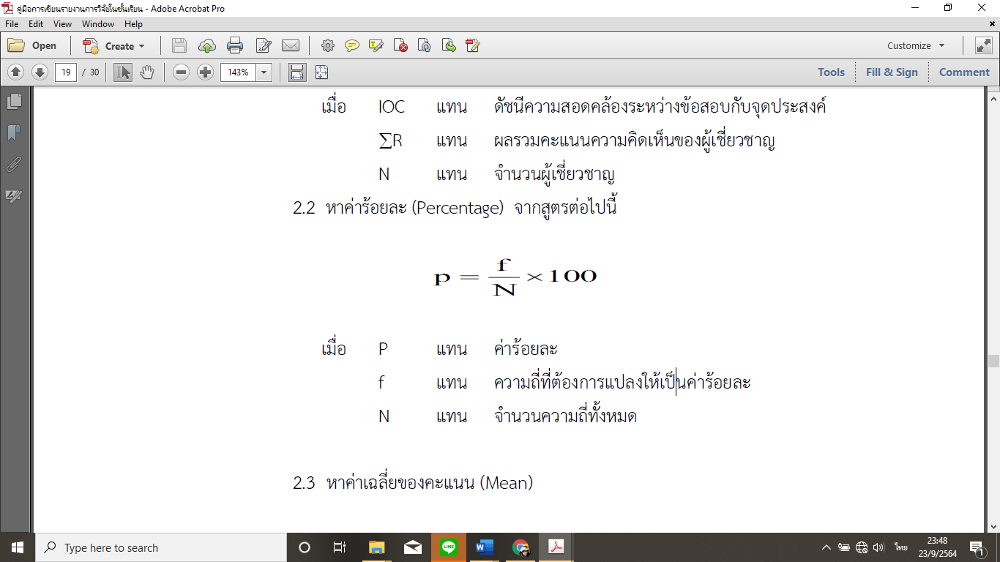 คู่มือการเขียนรายงานการวิจัยในชั้นเรียน - Adobe Acrobat Pro
File Edit View Window Help
Open Create Customize
19 / 30 143% Tools Fill & Sign Comment
เมื่อ IOC แทน ดัชนีความสอดคล้องระหว่างข้อสอบกับจุดประสงค์
∑R แทน ผลรวมคะแนนความคิดเห็นของผู้เชี่ยวชาญ
N แทน จำนวนผู้เชี่ยวชาญ
2.2 หาค่าร้อยละ (Percentage) จากสูตรต่อไปนี้
p = f/N × 100
เมื่อ P แทน ค่าร้อยละ
f แทน ความถี่ที่ต้องการแปลงให้เป็นค่าร้อยละ
N แทน จำนวนความถี่ทั้งหมด
2.3 หาค่าเฉลี่ยของคะแนน (Mean)
Type here to search LINE ไทย 23:48
23/9/2564 1